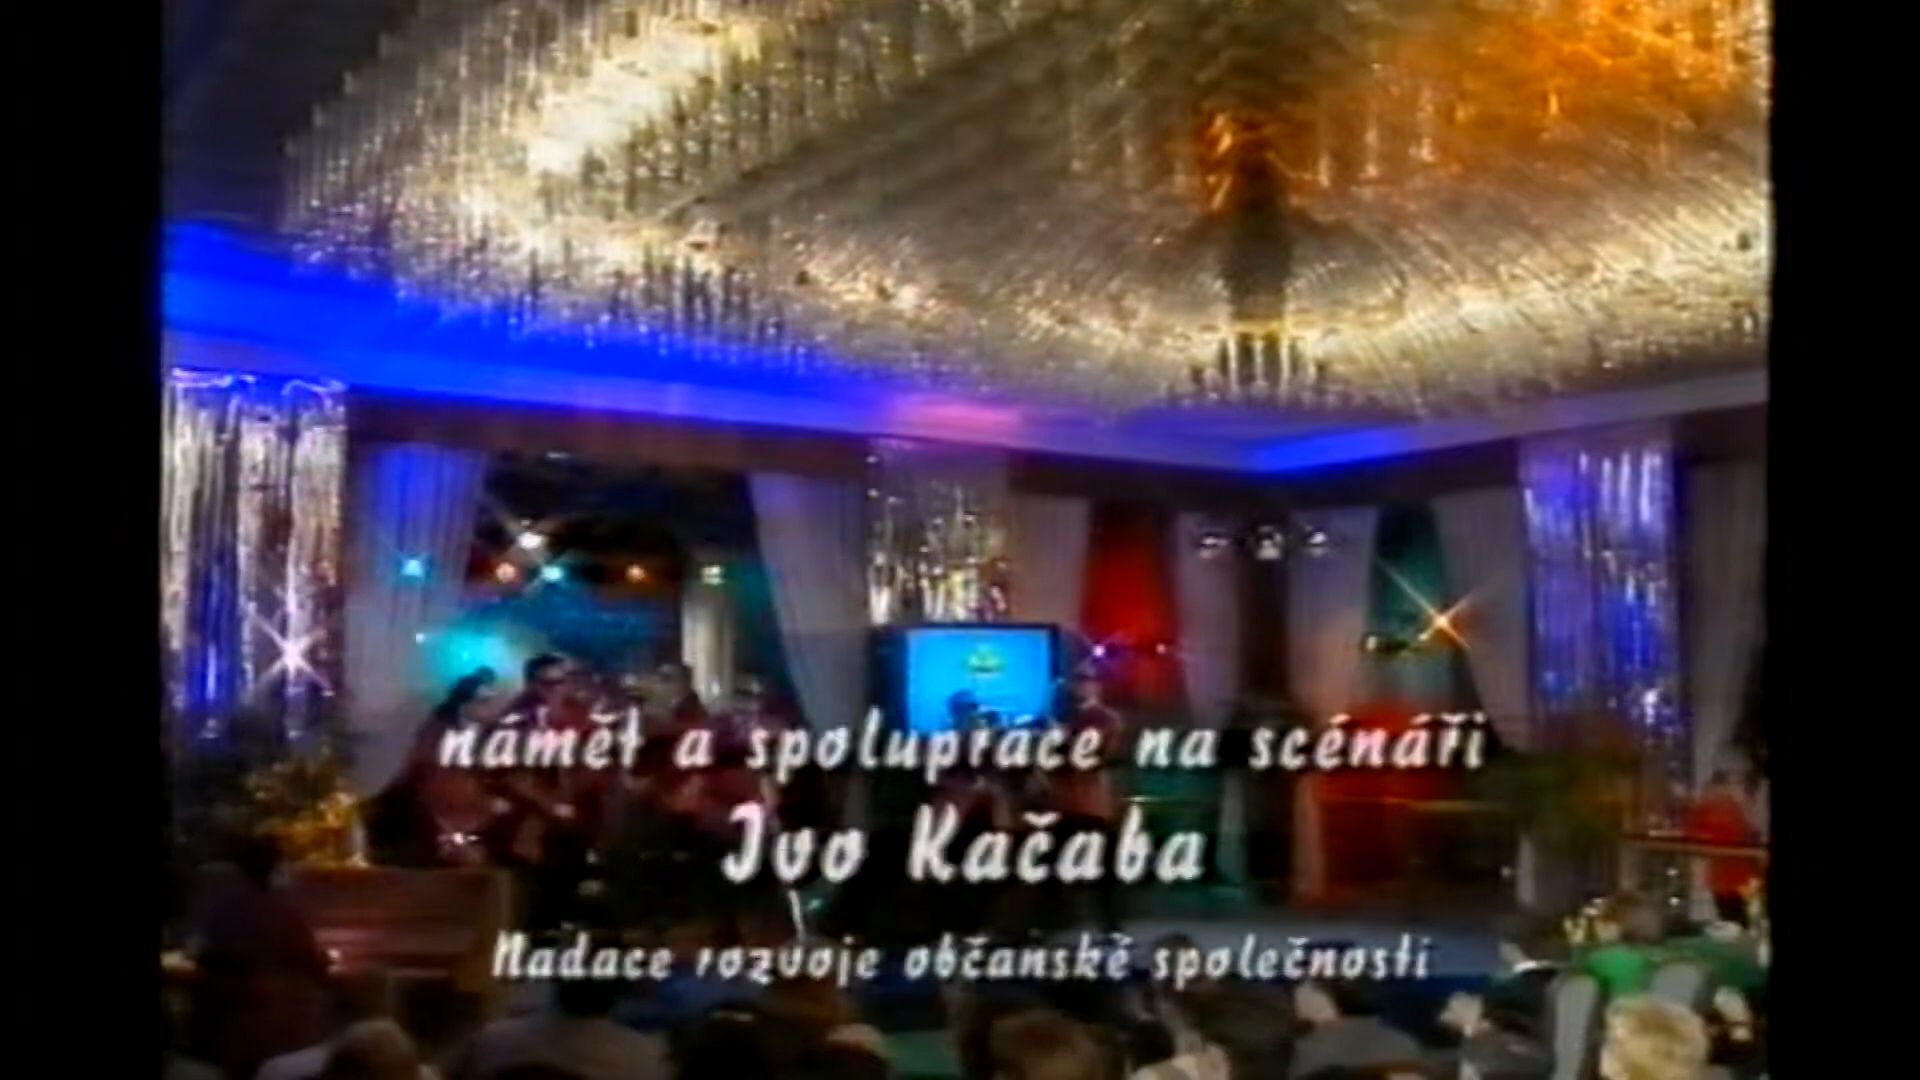 námět a spolupráce na scénáři
Ivo Kačaba
Nadace rozvoje občanské společnosti